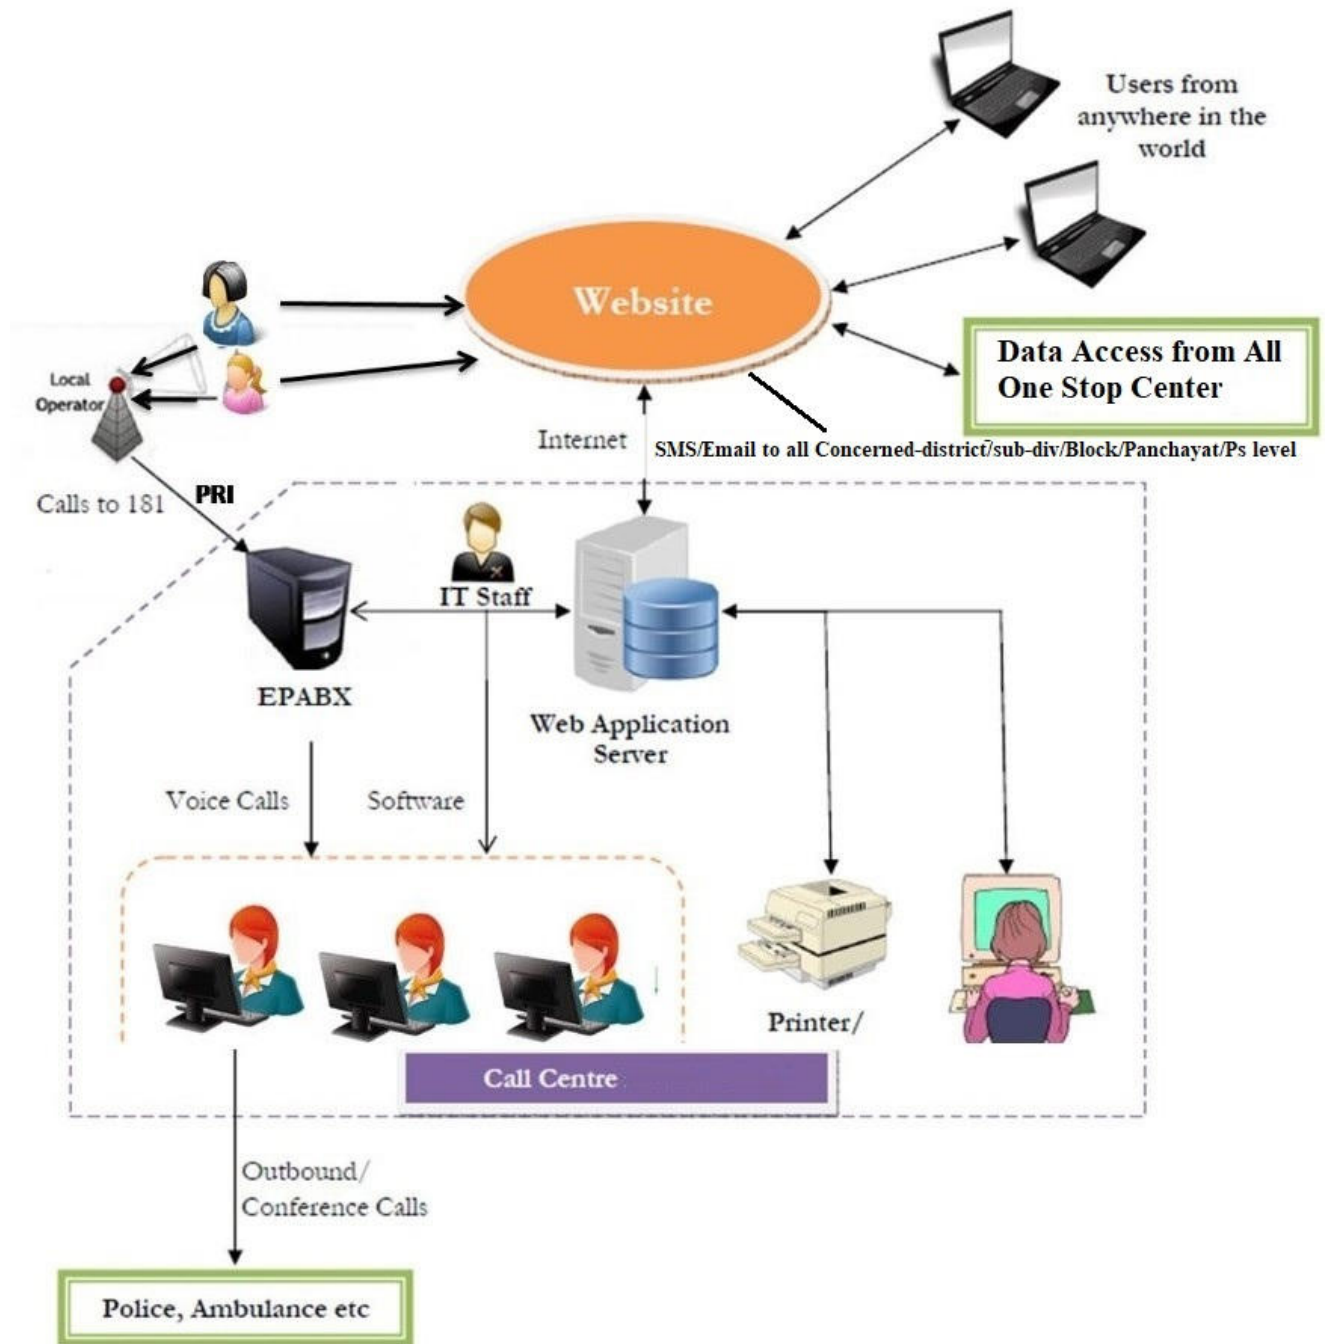 Users from
anywhere in the
world
Website
Data Access from All
One Stop Center
Local
Operator
Internet
SMS/Email to all Concerned-district/sub-div/Block/Panchayat/Ps level
Calls to 181
PRI
IT Staff
EPABX
Web Application
Server
Voice Calls
Software
Printer/
Call Centre
Outbound/
Conference Calls
Police, Ambulance etc